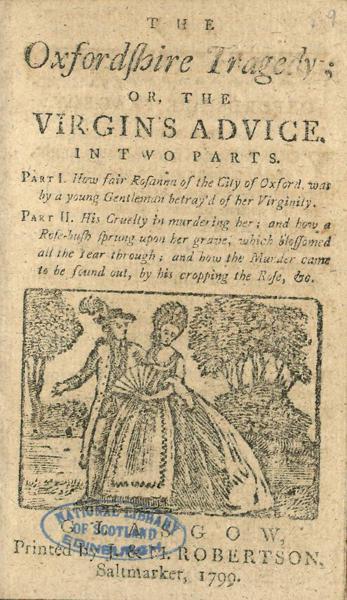 THE
Oxfordſhire Tragedy;
OR, THE
VIRGIN'S ADVICE.
IN TWO PARTS.
PART I. How fair Roſanna of the City of Oxford, was
by a young Gentleman betray'd of her Virginity.
PART II. His Cruelty in murdering her; and how a
Roſe-buſh ſprung upon her grave, which bloſſomed
all the Year through; and how the Murder came
to be found out, by his cropping the Roſe, &c.
NATIONAL LIBRARY
OF SCOTLAND
EDINBURGH
GLASGOW,
Printed by J. & M. ROBERTSON,
Saltmarket, 1799.